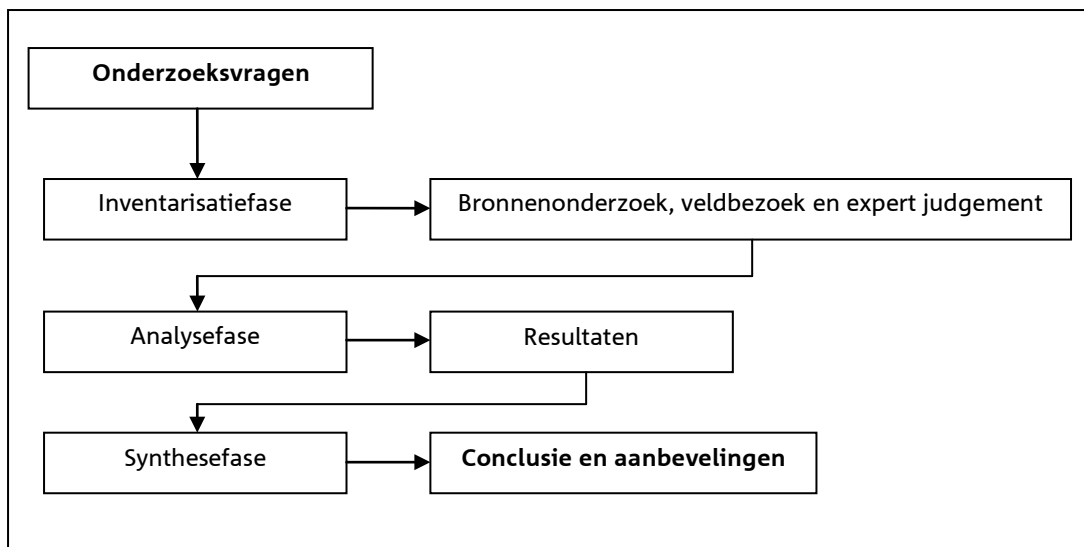 Onderzoeksvragen
Inventarisatiefase
Bronnenonderzoek, veldbezoek en expert judgement
Analysefase
Resultaten
Synthesefase
Conclusie en aanbevelingen